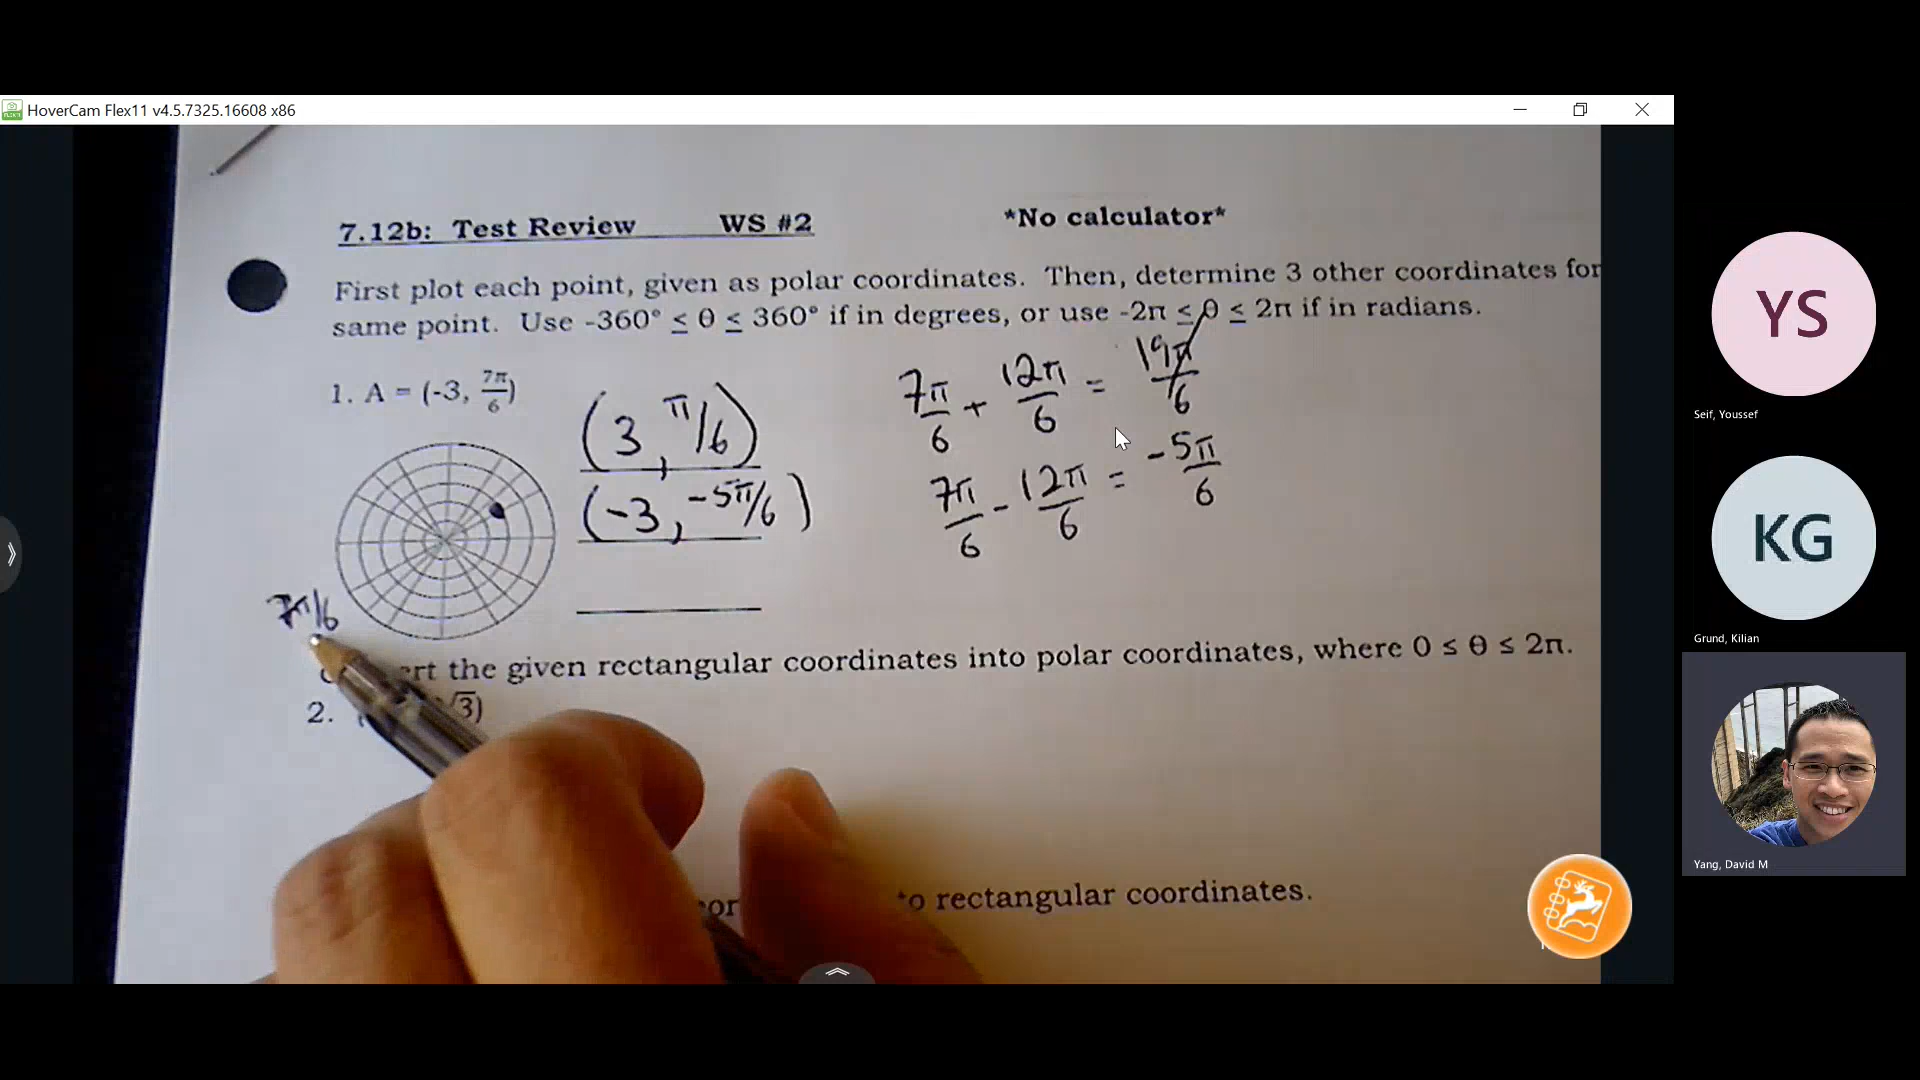 HoverCam Flex11 v4.5.7325.16608 x86
7.12b: Test Review WS #2 *No calculator*
First plot each point, given as polar coordinates. Then, determine 3 other coordinates for
same point. Use -360° ≤ θ ≤ 360° if in degrees, or use -2π ≤ θ ≤ 2π if in radians.
1. A = (-3, 7π/6)
(3, π/6)
(-3, -5π/6)
7π/6 + 12π/6 = 19π/6
7π/6 - 12π/6 = -5π/6
7π/6
the given rectangular coordinates into polar coordinates, where 0 ≤ θ ≤ 2π.
2. √3)
rectangular coordinates.
YS
Seif, Youssef
KG
Grund, Kilian
Yang, David M